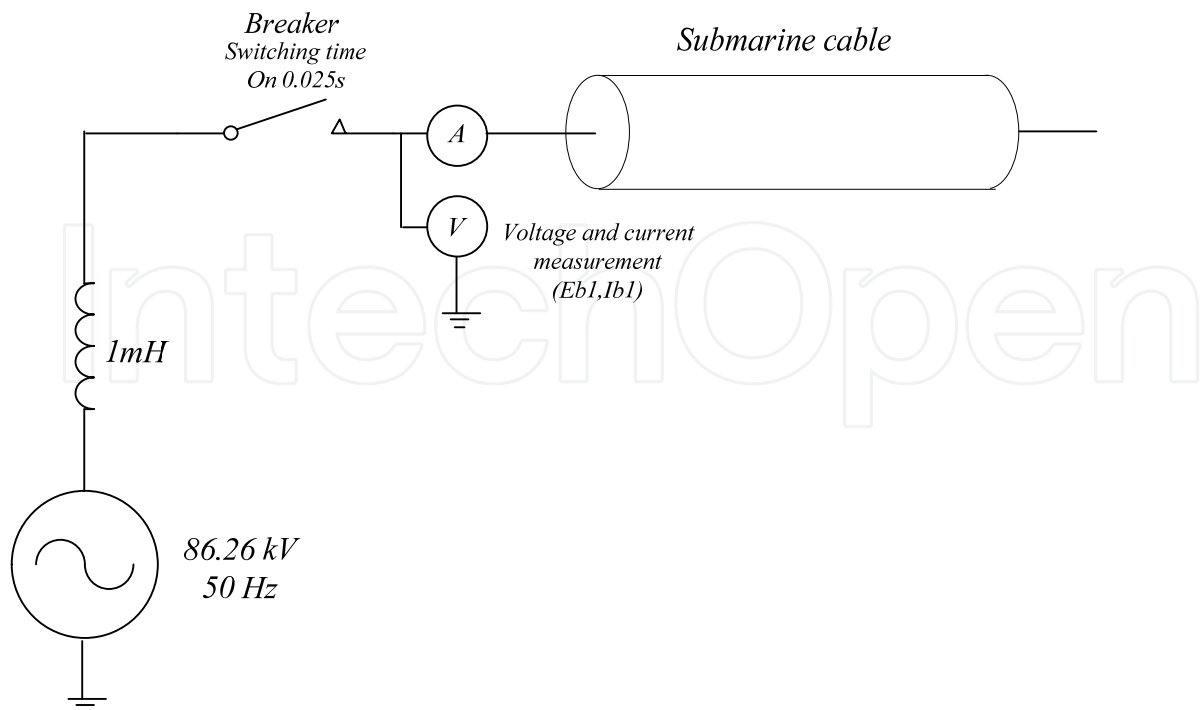 Breaker
Switching time
On 0.025s
Submarine cable
A
V
Voltage and current
measurement
(Eb1,Ib1)
1mH
86.26 kV
50 Hz
IntechOpen